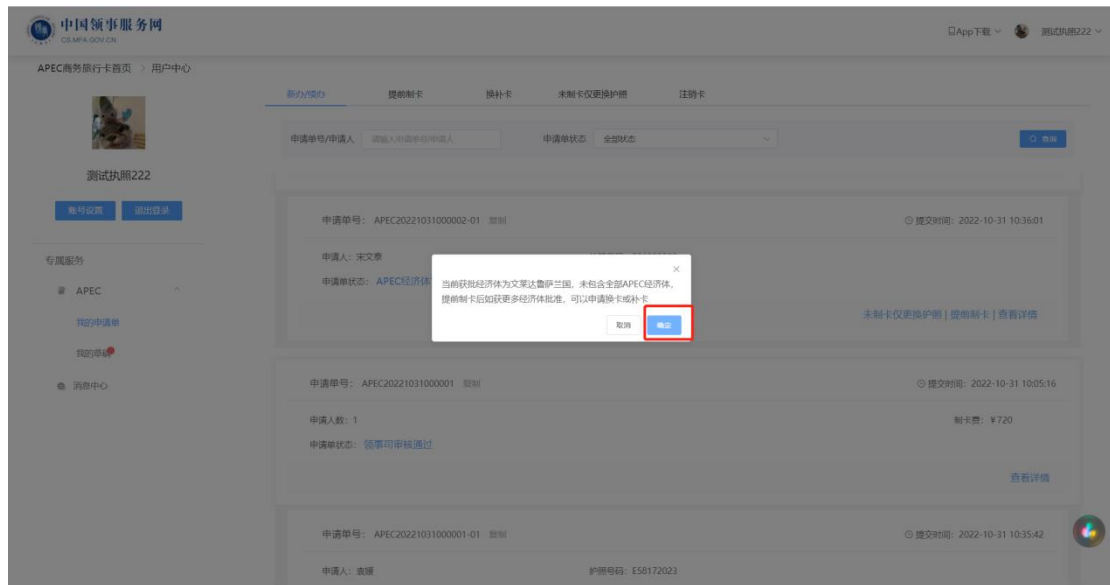 中国领事服务网
CS.MFA.GOV.CN
App下载
测试执照222
APEC商务旅行卡首页 > 用户中心
新办/续办
提前制卡
换补卡
未制卡仅更换护照
注销卡
申请单号/申请人
请输入申请单号/申请人
申请单状态
全部状态
查询
测试执照222
账号设置
退出登录
专属服务
APEC
我的申请单
我的草稿
消息中心
申请单号： APEC20221031000002-01 复制
提交时间：2022-10-31 10:36:01
申请人：宋文景
申请单状态： APEC经济体
未制卡仅更换护照 | 提前制卡 | 查看详情
当前获批经济体为文莱达鲁萨兰国，未包含全部APEC经济体，
提前制卡后如获更多经济体批准，可以申请换卡或补卡
取消
确定
申请单号： APEC20221031000001 复制
提交时间：2022-10-31 10:05:16
申请人数：1
制卡费：￥720
申请单状态： 领事司审核通过
查看详情
申请单号： APEC20221031000001-01 复制
提交时间：2022-10-31 10:35:42
申请人：袁媛
护照号码：E58172023